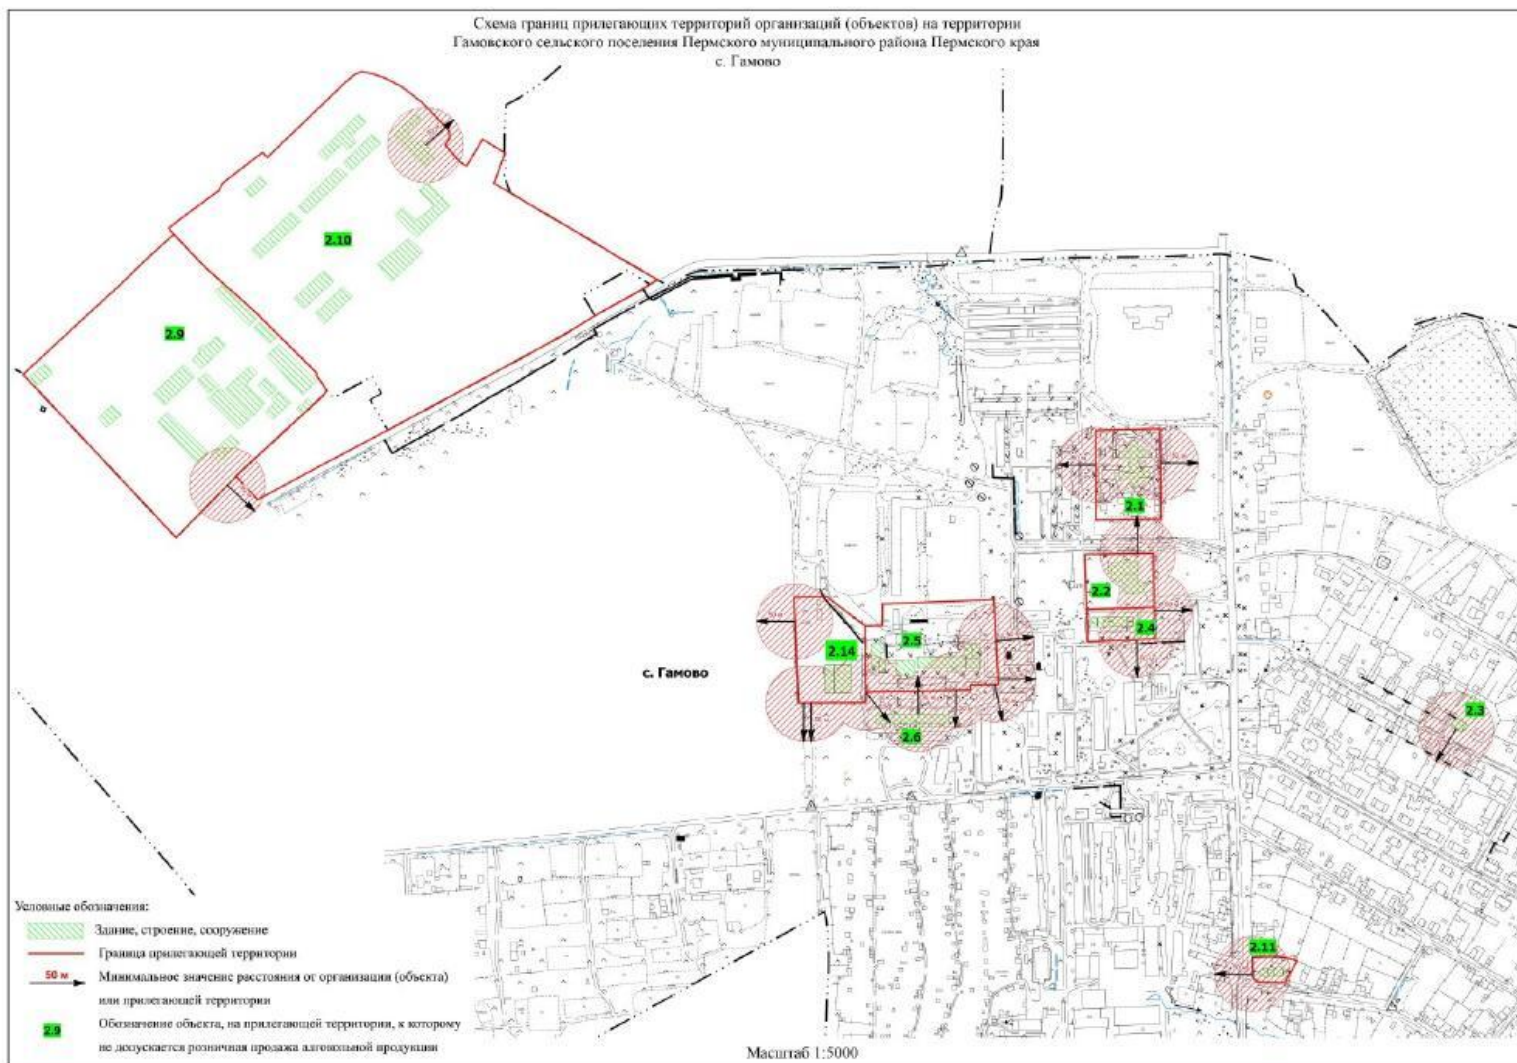 Схема границ прилегающих территорий организаций (объектов) на территории
Гамовского сельского поселения Пермского муниципального района Пермского края
с. Гамово
2.10
2.9
2.1
2.2
2.4
2.5
2.14
50 м
с. Гамово
2.6
2.3
2.11
Условные обозначения:
Здание, строение, сооружение
Граница прилегающей территории
50 м Минимальное значение расстояния от организации (объекта)
или прилегающей территории
2.9 Обозначение объекта, на прилегающей территории, к которому
не допускается розничная продажа алкогольной продукции
Масштаб 1:5000